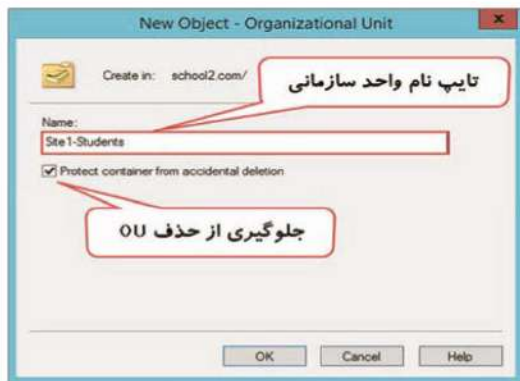 New Object - Organizational Unit
x
Create in: school2.com/
تایپ نام واحد سازمانی
Name:
Site1-Students
Protect container from accidental deletion
جلوگیری از حذف OU
OK Cancel Help